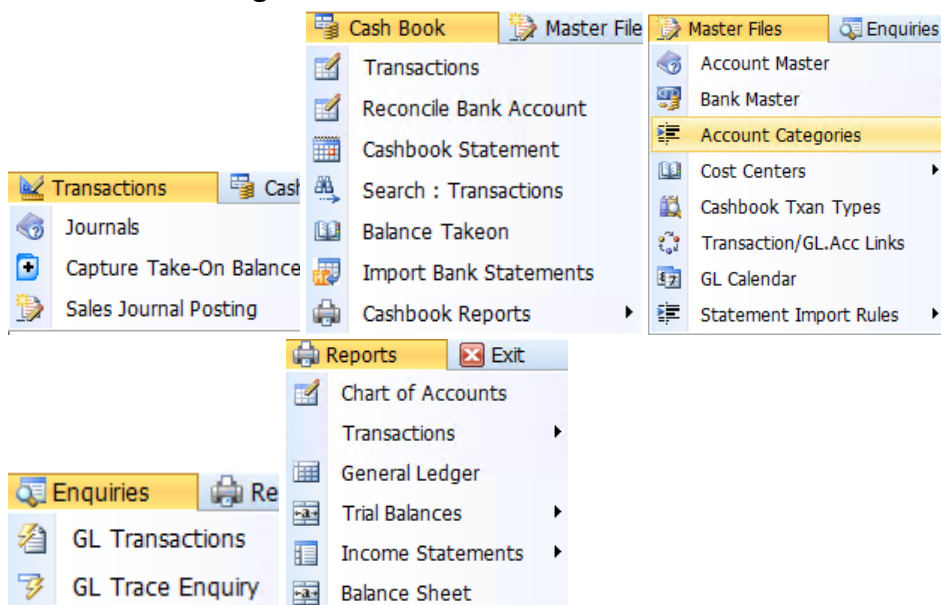 Cash Book Master File
Transactions
Reconcile Bank Account
Cashbook Statement
Search : Transactions
Balance Takeon
Import Bank Statements
Cashbook Reports
Master Files Enquiries
Account Master
Bank Master
Account Categories
Cost Centers
Cashbook Txan Types
Transaction/GL.Acc Links
GL Calendar
Statement Import Rules
Transactions Cash
Journals
Capture Take-On Balance
Sales Journal Posting
Reports Exit
Chart of Accounts
Transactions
General Ledger
Trial Balances
Income Statements
Balance Sheet
Enquiries Re
GL Transactions
GL Trace Enquiry